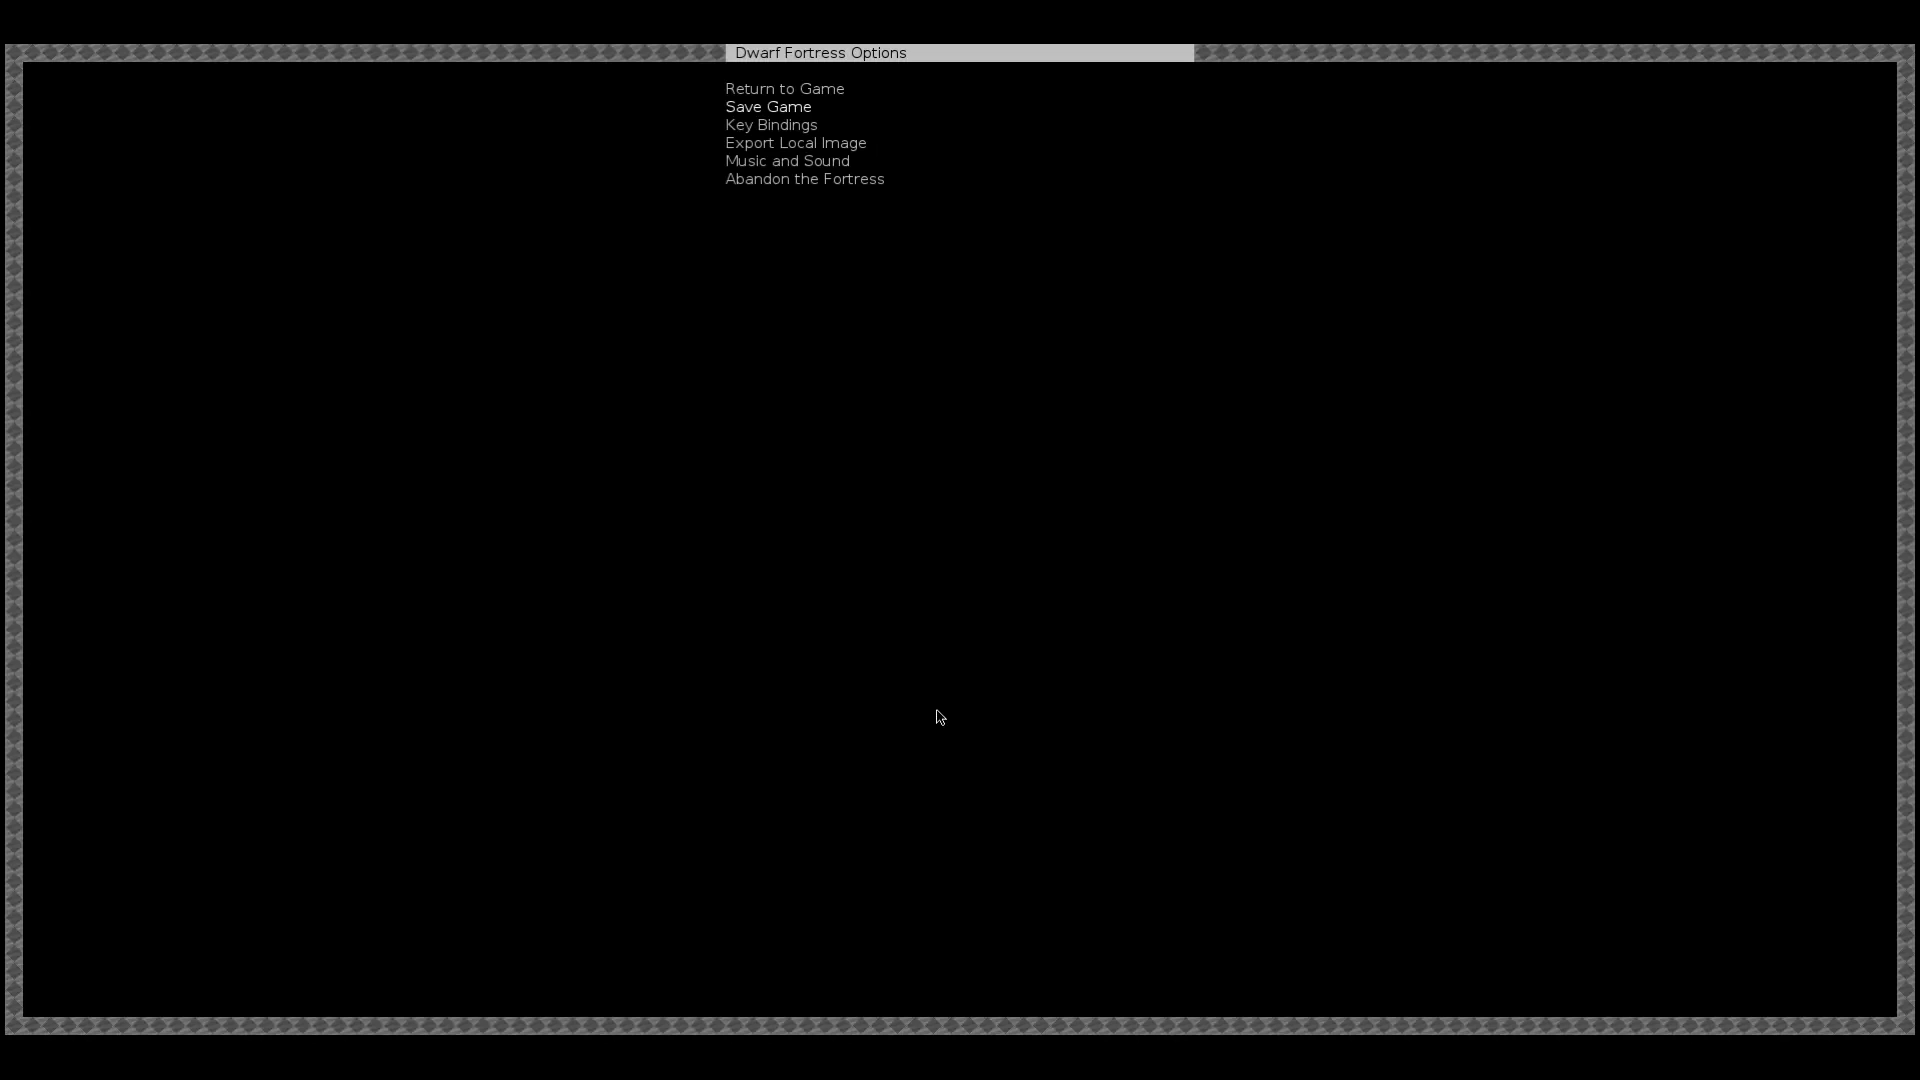 Dwarf Fortress Options
Return to Game
Save Game
Key Bindings
Export Local Image
Music and Sound
Abandon the Fortress